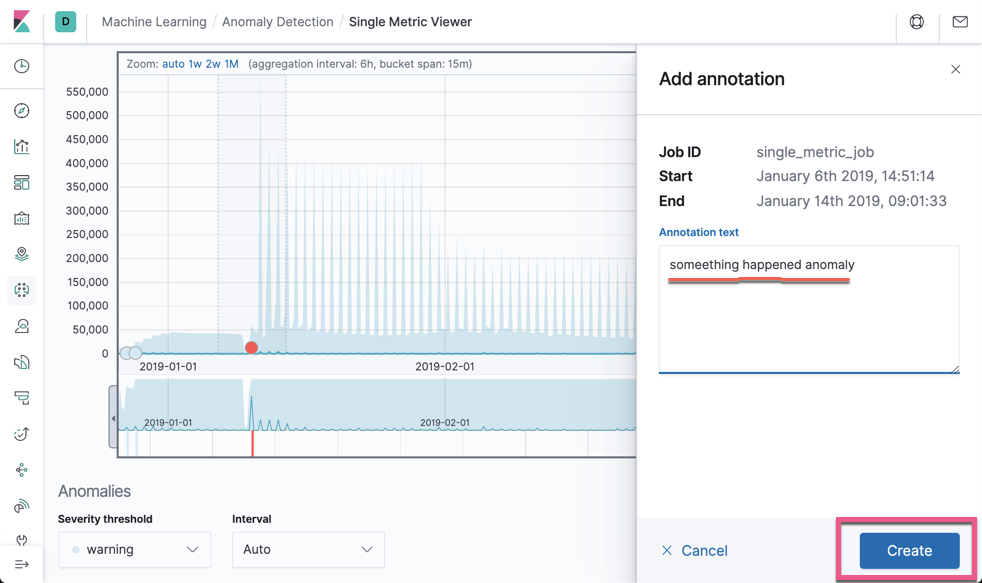 D
Machine Learning / Anomaly Detection / Single Metric Viewer
Zoom: auto 1w 2w 1M (aggregation interval: 6h, bucket span: 15m)
550,000
500,000
450,000
400,000
350,000
300,000
250,000
200,000
150,000
100,000
50,000
0
2019-01-01 2019-02-01
2019-01-01 2019-02-01
Anomalies
Severity threshold Interval
warning Auto
Add annotation
Job ID single_metric_job
Start January 6th 2019, 14:51:14
End January 14th 2019, 09:01:33
Annotation text
someething happened anomaly
Cancel Create